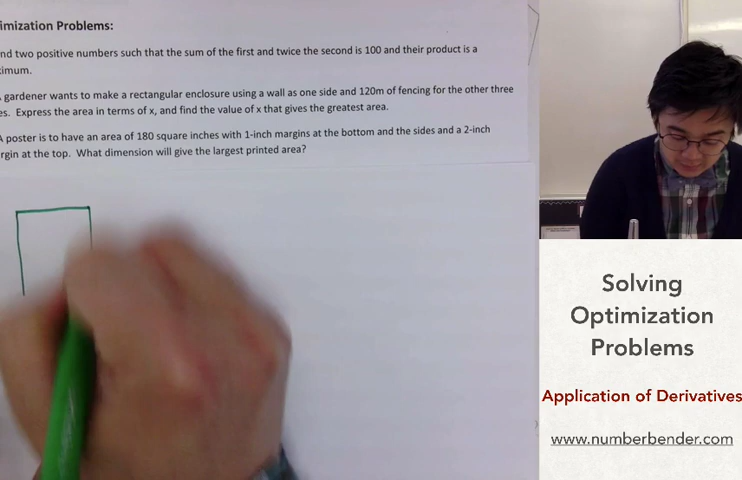 imization Problems:
nd two positive numbers such that the sum of the first and twice the second is 100 and their product is a
imum.
gardener wants to make a rectangular enclosure using a wall as one side and 120m of fencing for the other three
es. Express the area in terms of x, and find the value of x that gives the greatest area.
A poster is to have an area of 180 square inches with 1-inch margins at the bottom and the sides and a 2-inch
rgin at the top. What dimension will give the largest printed area?
Solving
Optimization
Problems
Application of Derivatives
www.numberbender.com